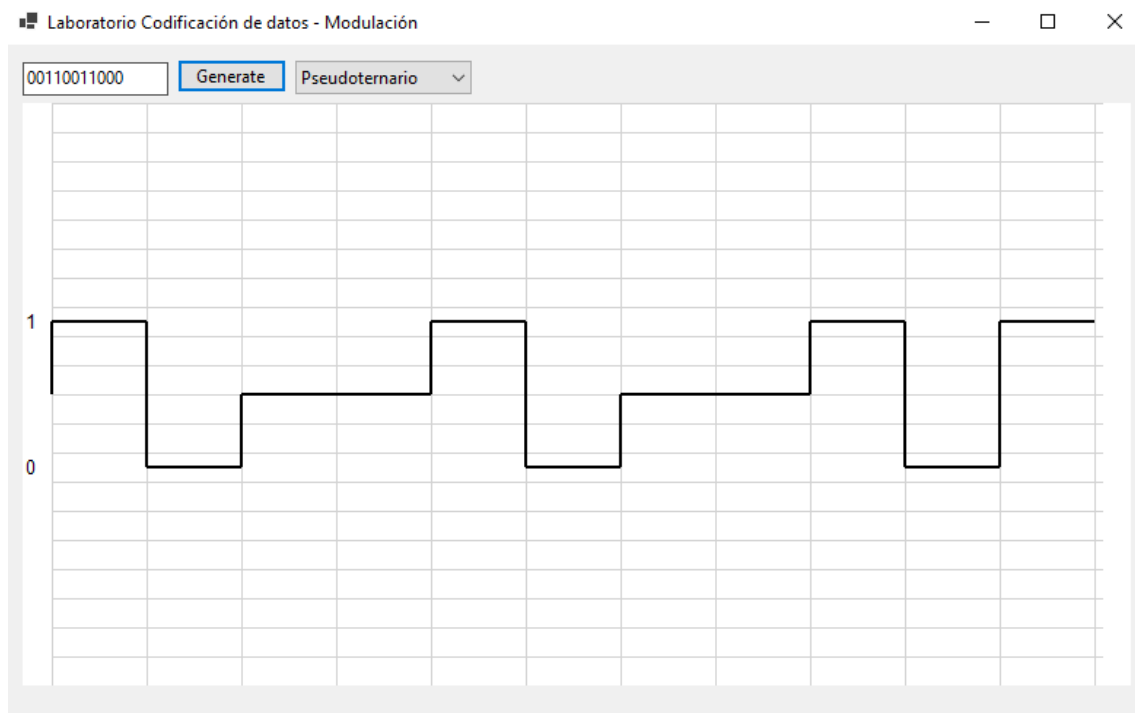 Laboratorio Codificación de datos - Modulación
00110011000 Generate Pseudoternario
1
0